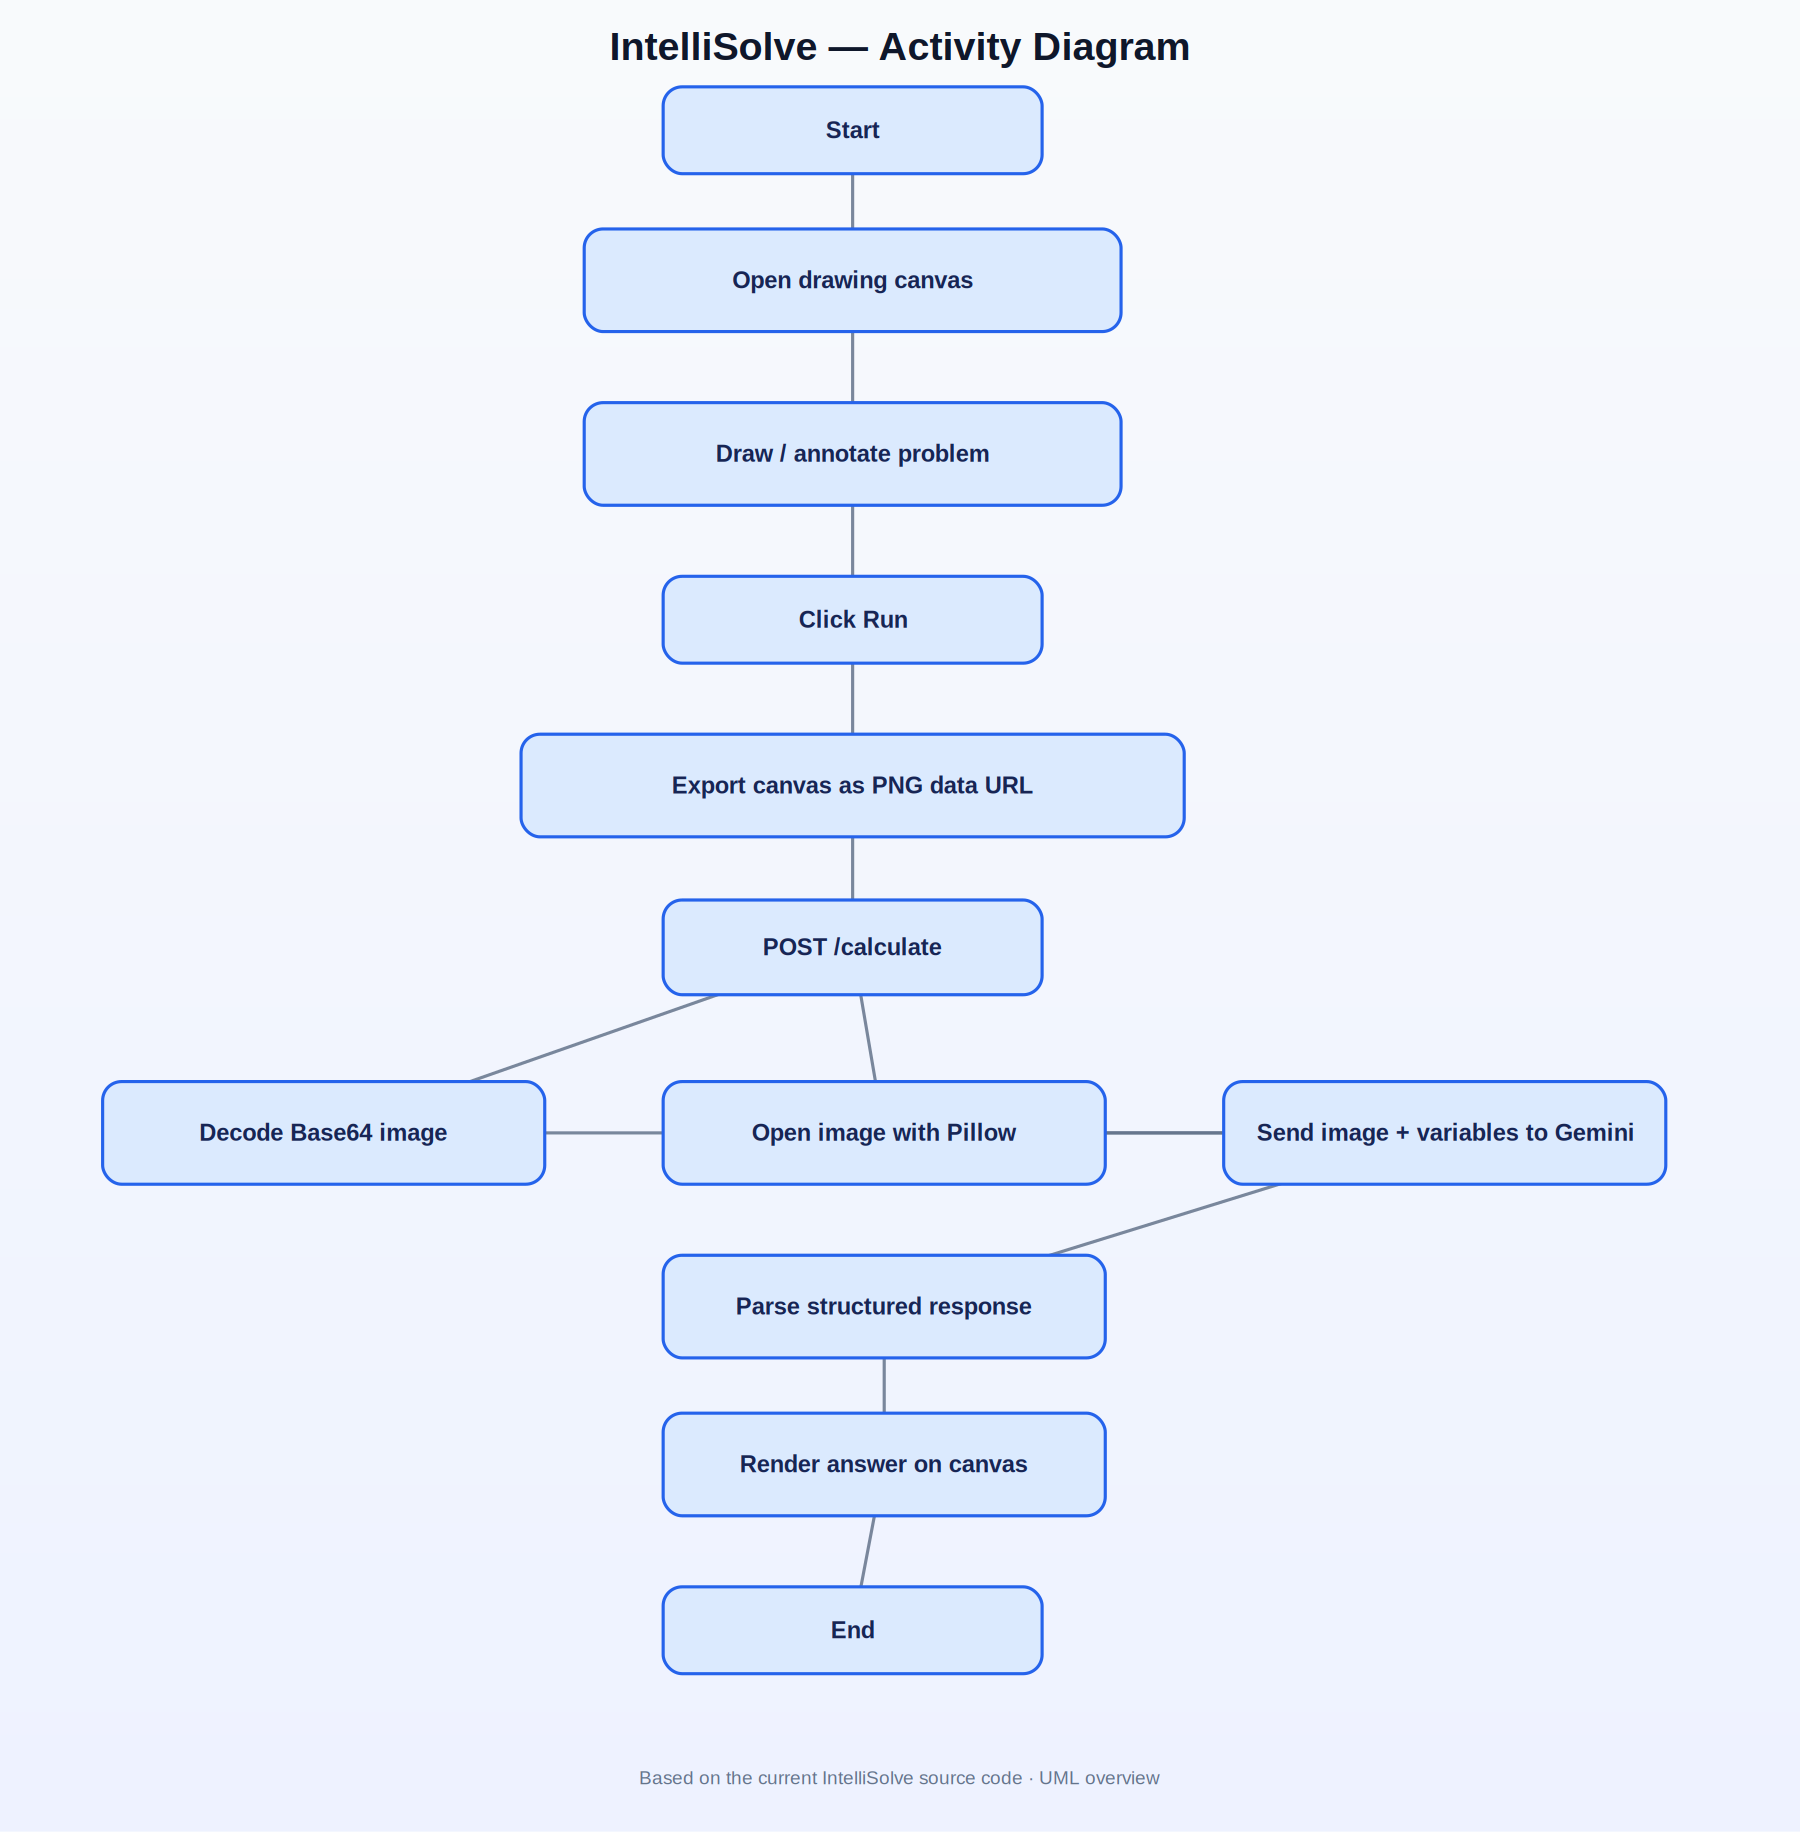 IntelliSolve — Activity Diagram
Start
Open drawing canvas
Draw / annotate problem
Click Run
Export canvas as PNG data URL
POST /calculate
Decode Base64 image
Open image with Pillow
Send image + variables to Gemini
Parse structured response
Render answer on canvas
End
Based on the current IntelliSolve source code · UML overview